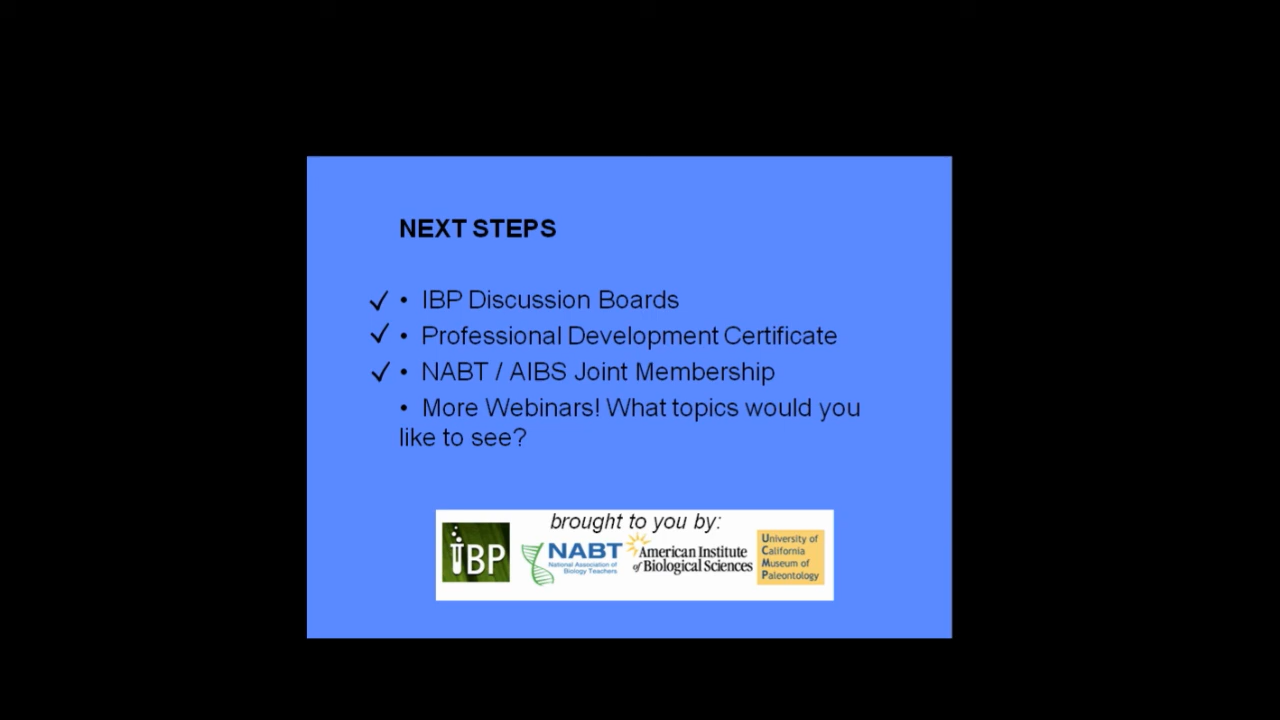 NEXT STEPS
✓ • IBP Discussion Boards
✓ • Professional Development Certificate
✓ • NABT / AIBS Joint Membership
• More Webinars! What topics would you
like to see?
brought to you by:
IBP
NABT
National Association of
Biology Teachers
American Institute
of Biological Sciences
University of
California
Museum of
Paleontology